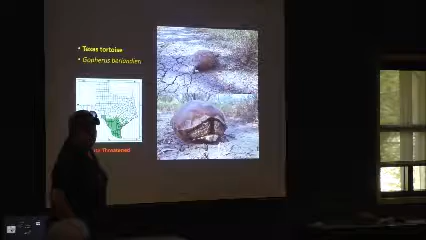 • Texas tortoise
• Gopherus berlandieri
Threatened